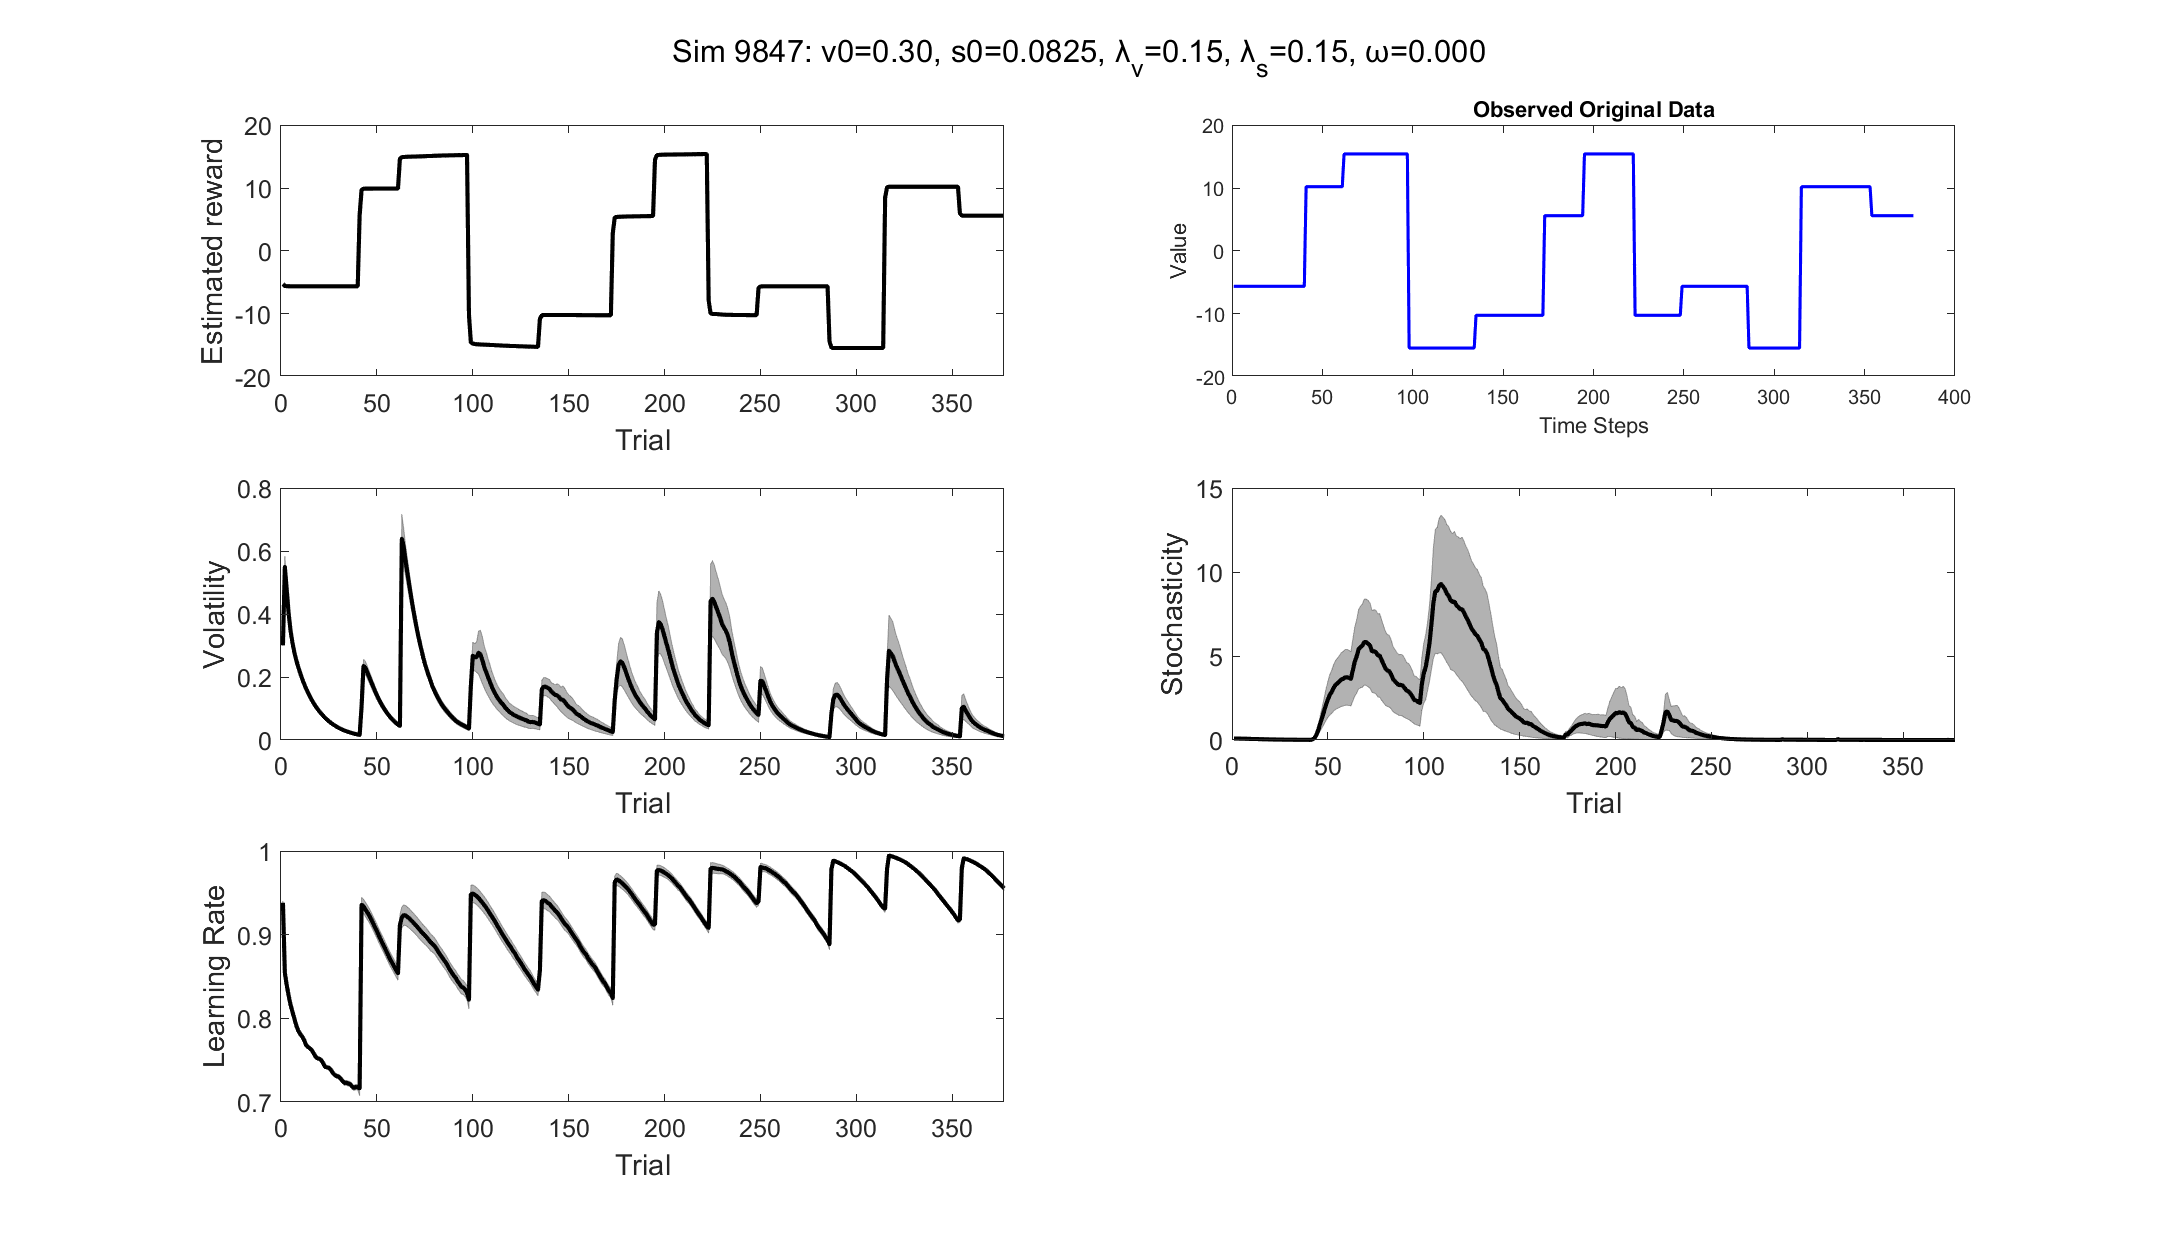 Sim 9847: v0=0.30, s0=0.0825, λv=0.15, λs=0.15, ω=0.000
Estimated reward
20
10
0
-10
-20
0 50 100 150 200 250 300 350
Trial
Observed Original Data
Value
20
10
0
-10
-20
0 50 100 150 200 250 300 350 400
Time Steps
Volatility
0.8
0.6
0.4
0.2
0
0 50 100 150 200 250 300 350
Trial
Stochasticity
15
10
5
0
0 50 100 150 200 250 300 350
Trial
Learning Rate
1
0.9
0.8
0.7
0 50 100 150 200 250 300 350
Trial